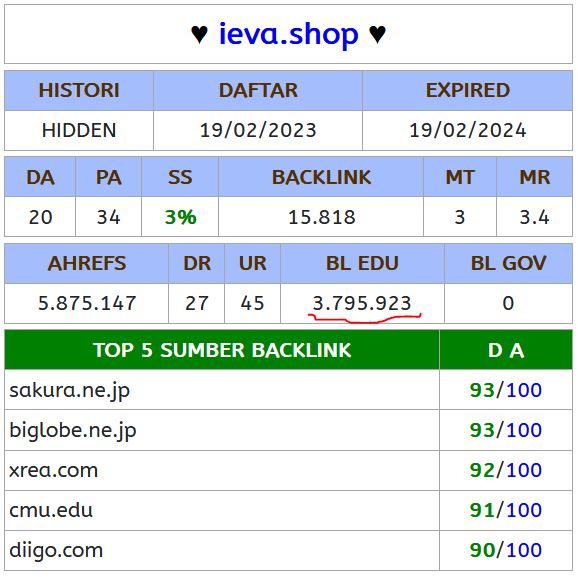 ♥ ieva.shop ♥
HISTORI DAFTAR EXPIRED
HIDDEN 19/02/2023 19/02/2024
DA PA SS BACKLINK MT MR
20 34 3% 15.818 3 3.4
AHREFS DR UR BL EDU BL GOV
5.875.147 27 45 3.795.923 0
TOP 5 SUMBER BACKLINK D A
sakura.ne.jp 93/100
biglobe.ne.jp 93/100
xrea.com 92/100
cmu.edu 91/100
diigo.com 90/100